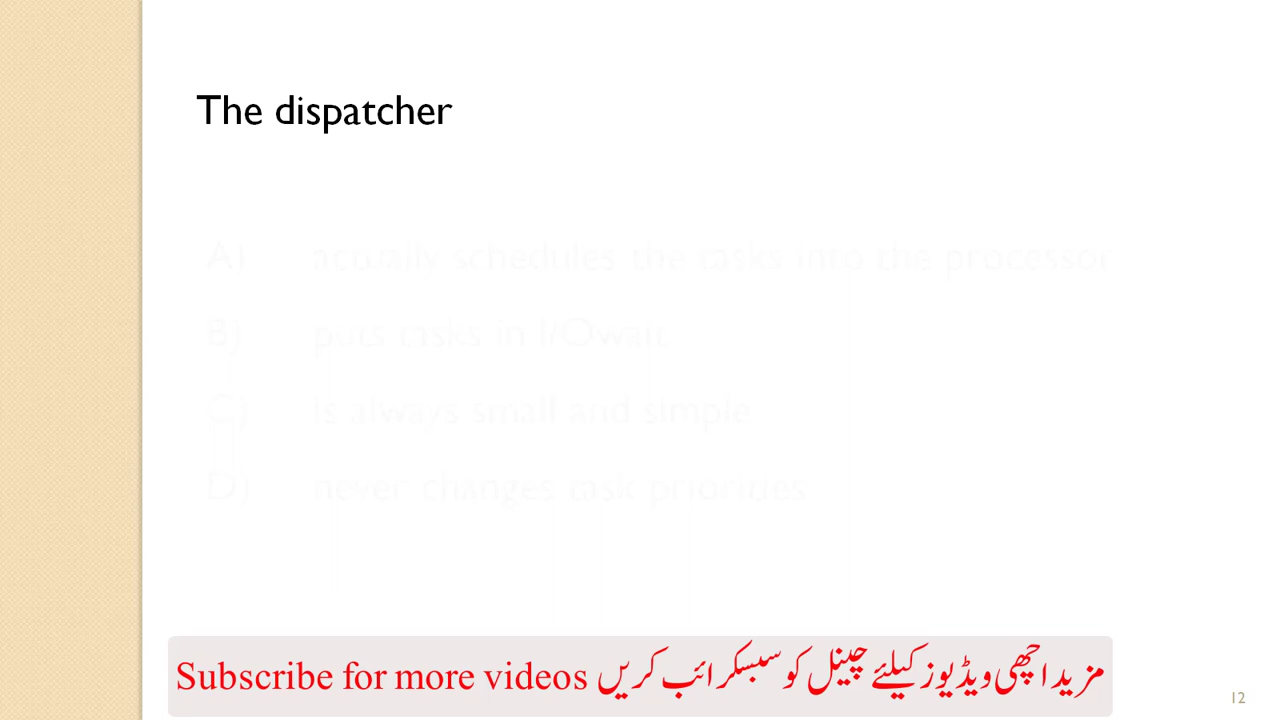 The dispatcher
A) actually schedules the tasks into the processor
B) puts tasks in I/Owait
C) is always small and simple
D) never changes task priorities
Subscribe for more videos مزید اچھی ویڈیوز کیلئے چینل کو سبسکرائب کریں
12